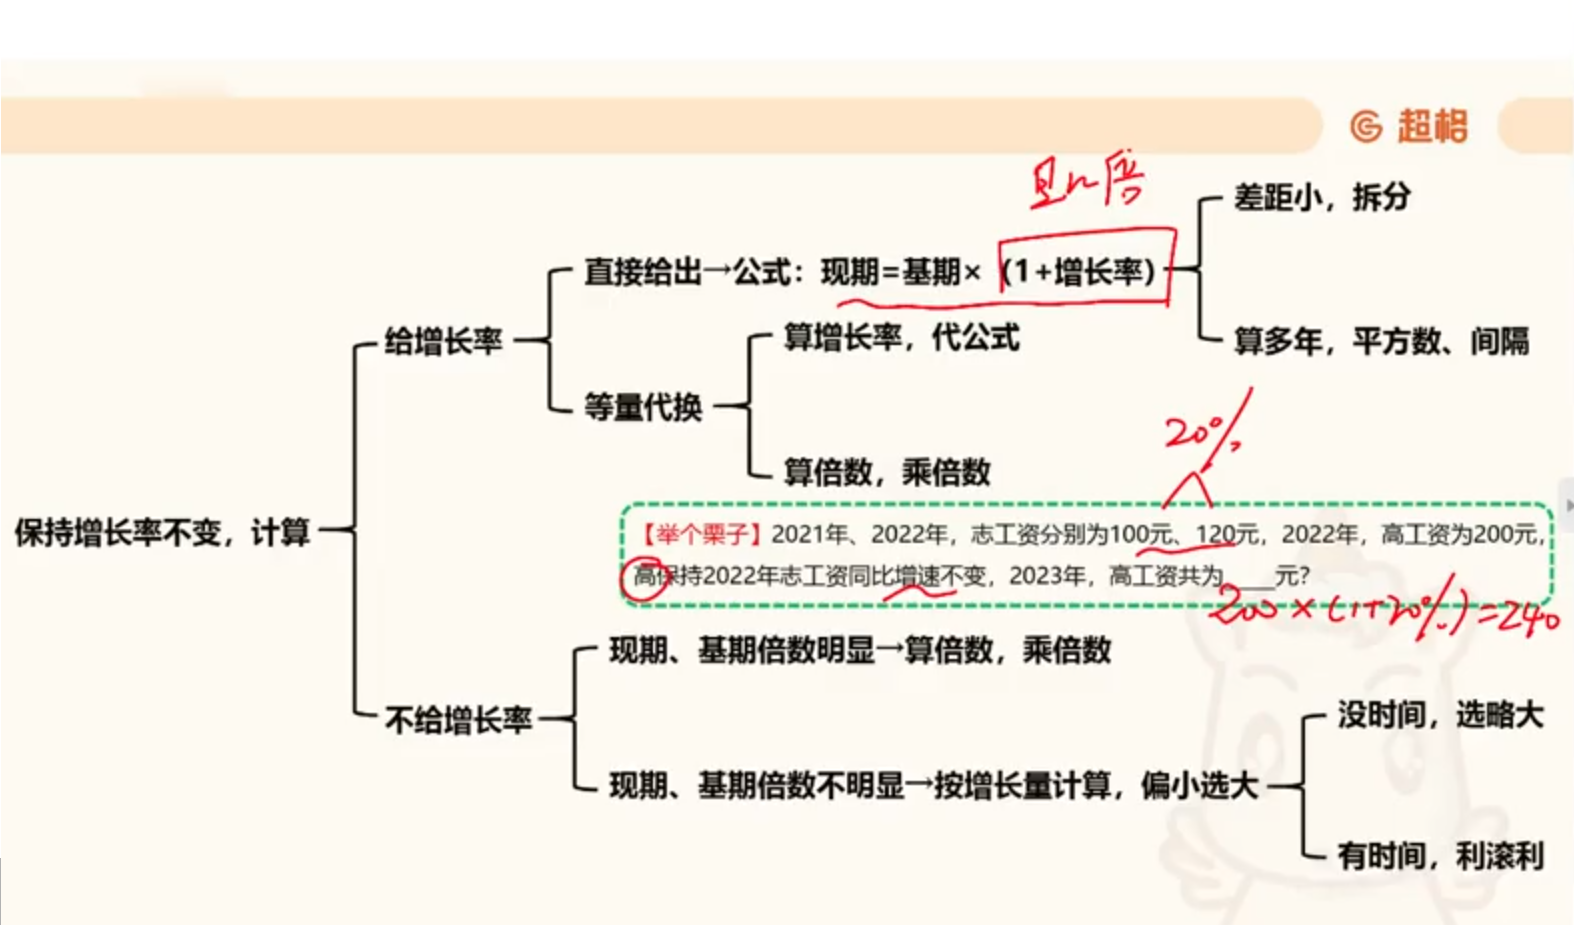 超格
是n倍
差距小，拆分
直接给出→公式：现期=基期×（1+增长率）
给增长率
算增长率，代公式
算多年，平方数、间隔
等量代换
20%
算倍数，乘倍数
保持增长率不变，计算
【举个栗子】2021年、2022年，志工资分别为100元、120元，2022年，高工资为200元，
高保持2022年志工资同比增速不变，2023年，高工资共为____元？
200×(1+20%)=240
现期、基期倍数明显→算倍数，乘倍数
不给增长率
没时间，选略大
现期、基期倍数不明显→按增长量计算，偏小选大
有时间，利滚利